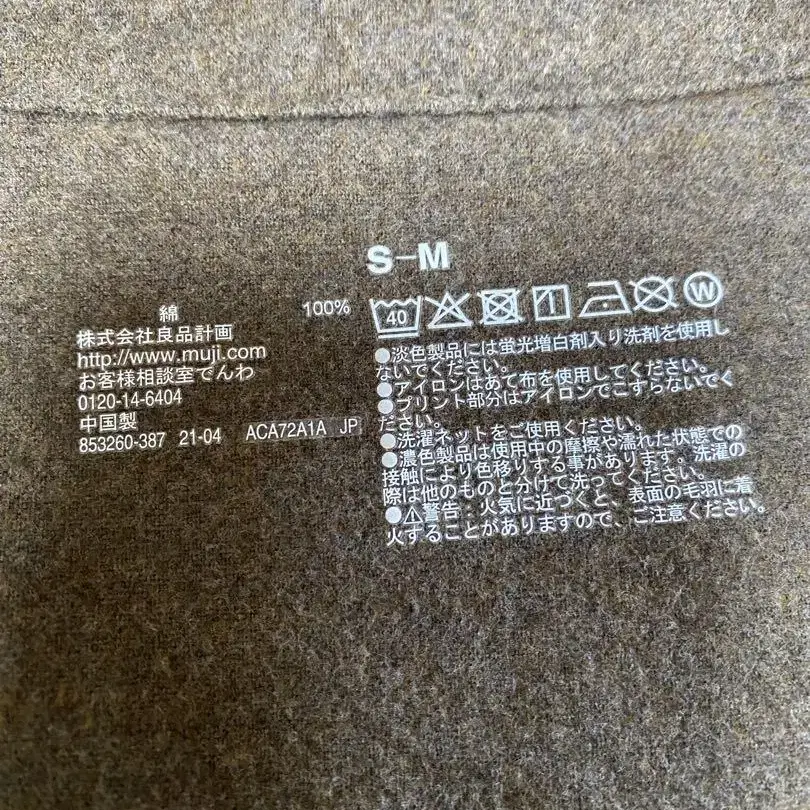 S-M
綿 100%
株式会社良品計画
http://www.muji.com
お客様相談室でんわ
0120-14-6404
中国製
853260-387 21-04 ACA72A1A JP
40
W
●淡色製品には蛍光増白剤入り洗剤を使用し
ないでください。
●アイロンはあて布を使用してください。
●プリント部分はアイロンでこすらないでく
ださい。
●洗濯ネットをご使用ください。
●濃色製品は使用中の摩擦や濡れた状態での
接触により色移りする事があります。洗濯の
際は他のものと分けて洗ってください。
●⚠警告：火気に近づくと、表面の毛羽に着
火することがありますので、ご注意ください。